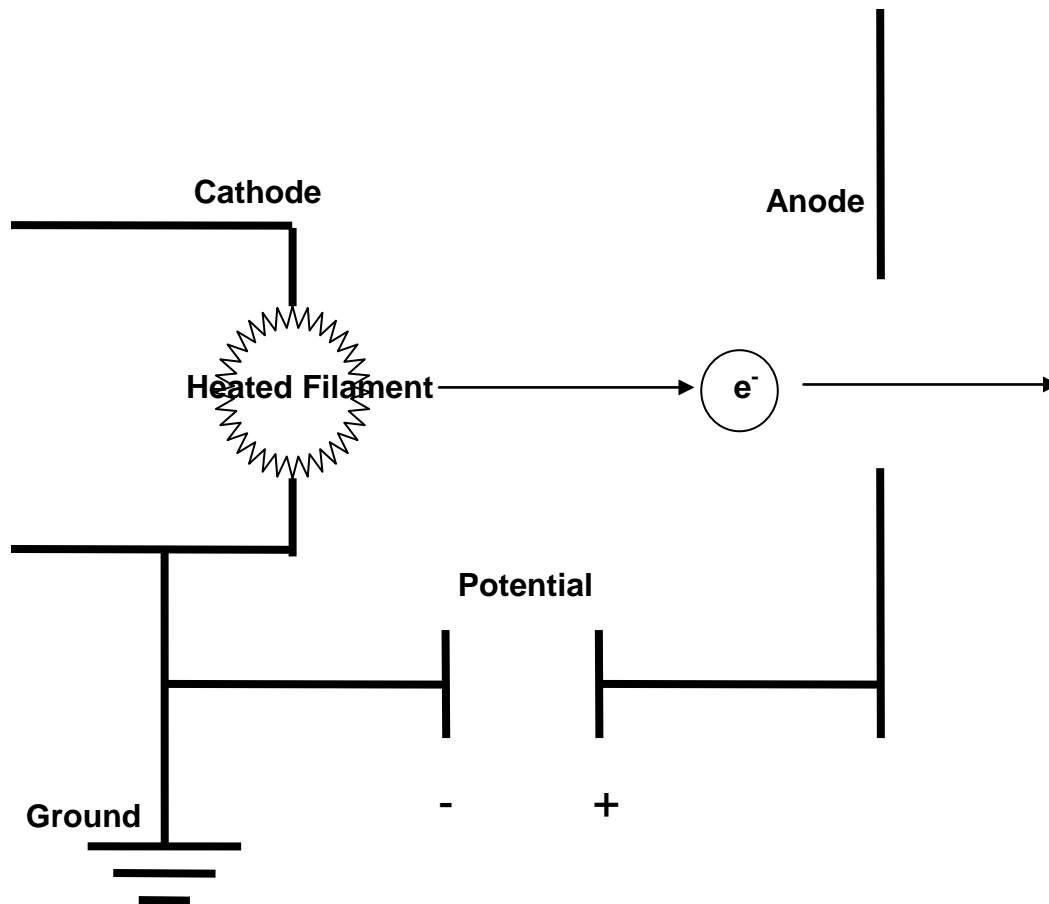 Cathode
Anode
Heated Filament
e-
Potential
- +
Ground